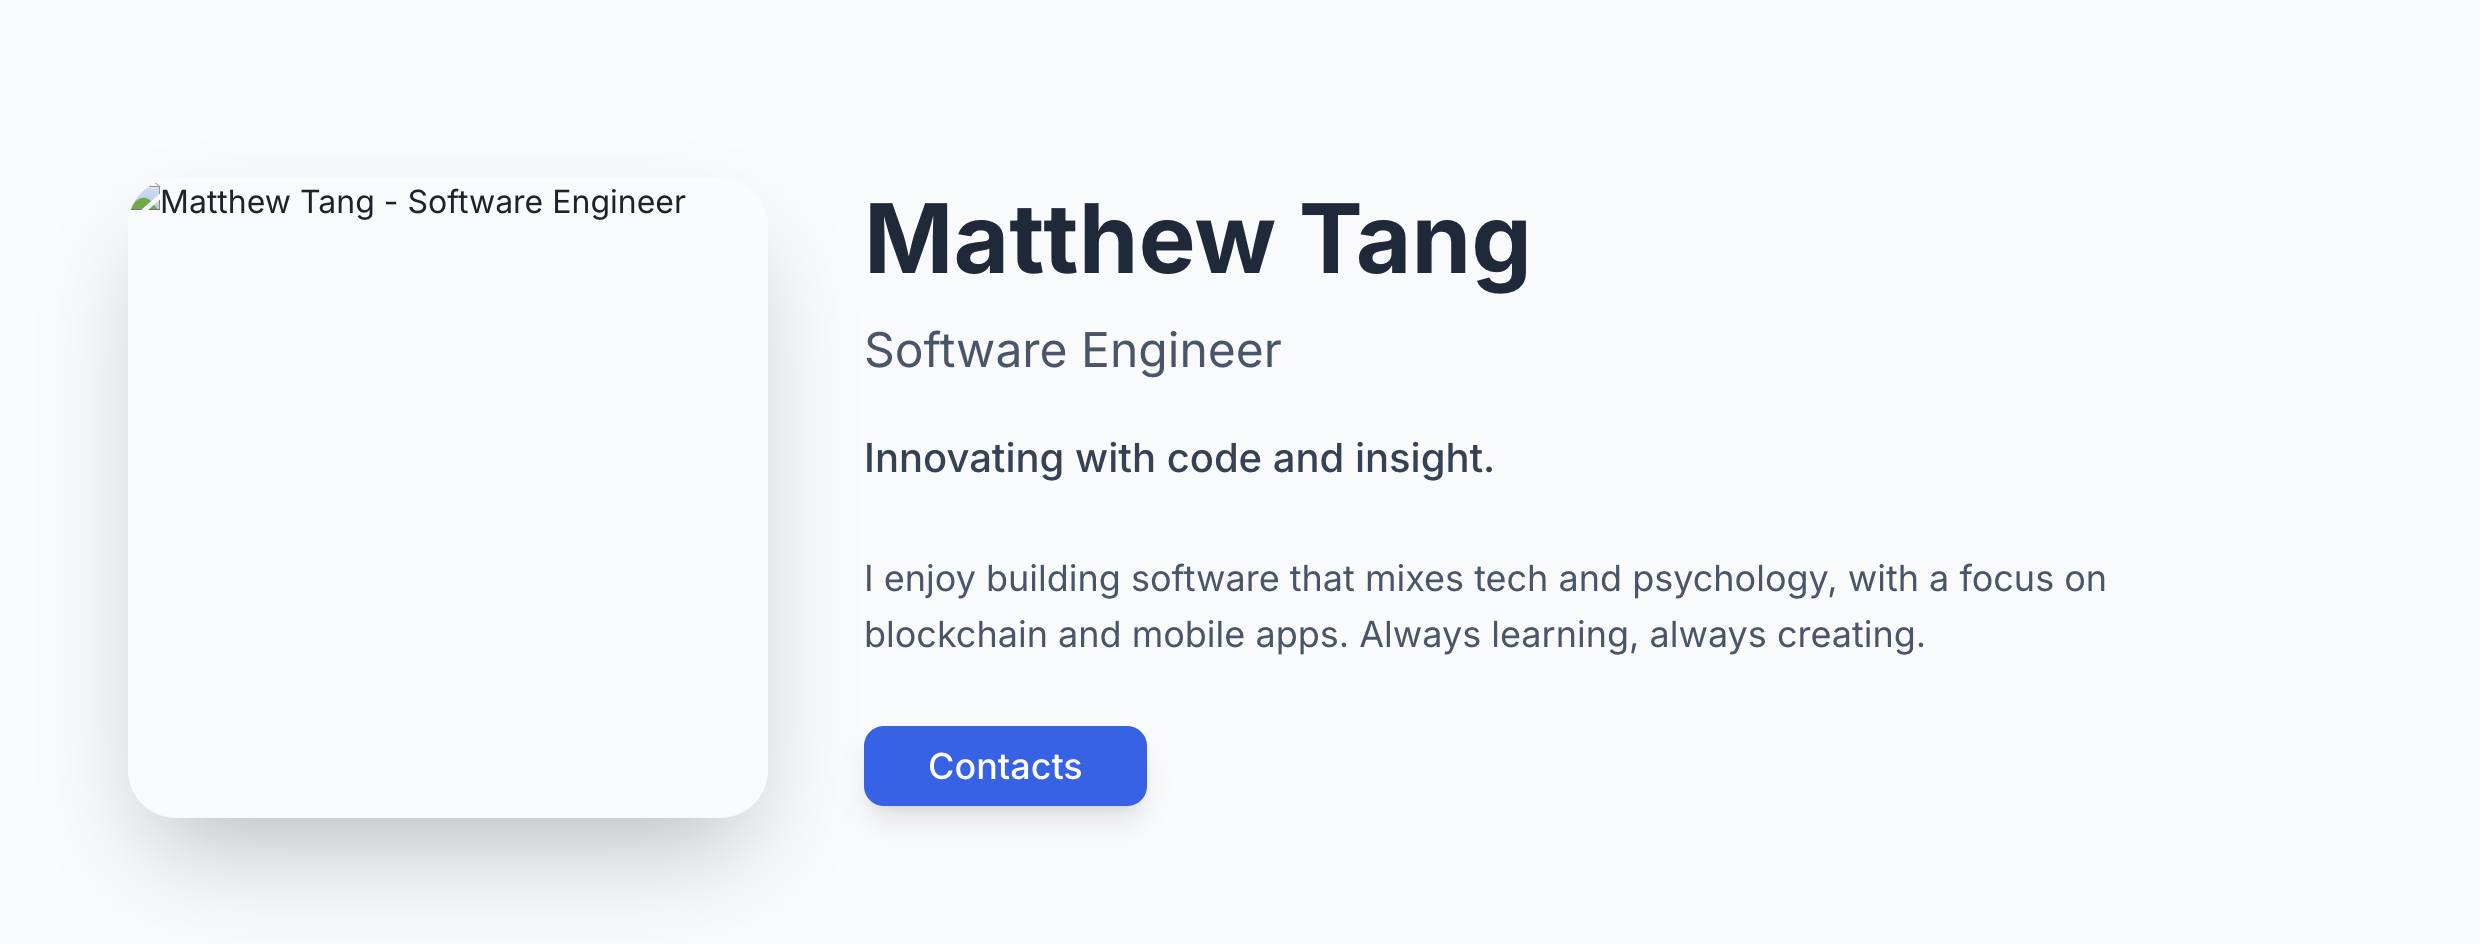 Matthew Tang - Software Engineer
Matthew Tang
Software Engineer
Innovating with code and insight.
I enjoy building software that mixes tech and psychology, with a focus on
blockchain and mobile apps. Always learning, always creating.
Contacts